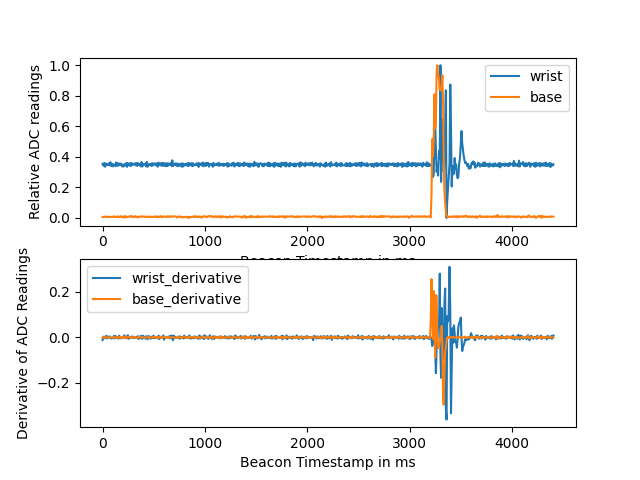 1.0
0.8
0.6
0.4
0.2
0.0
Relative ADC readings
wrist
base
0 1000 2000 3000 4000
Beacon Timestamp in ms
0.2
0.0
−0.2
Derivative of ADC Readings
wrist_derivative
base_derivative
0 1000 2000 3000 4000
Beacon Timestamp in ms